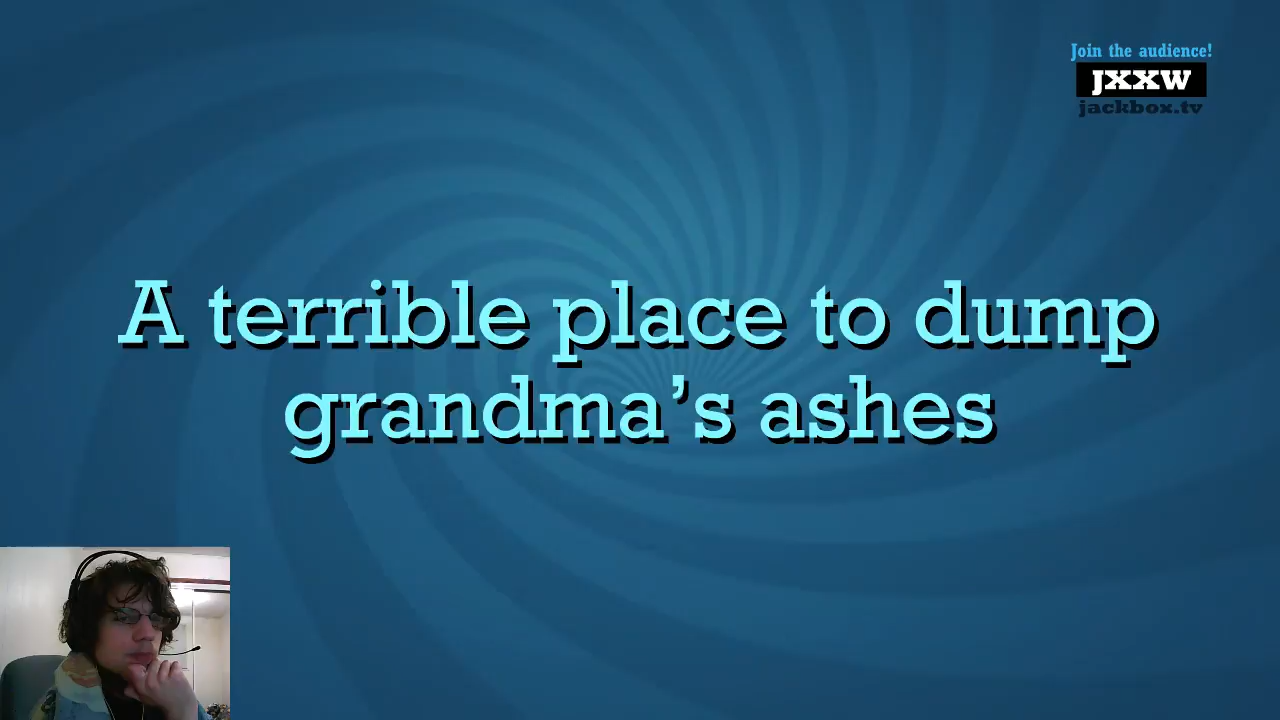 Join the audience!
JXXW
jackbox.tv
A terrible place to dump
grandma’s ashes